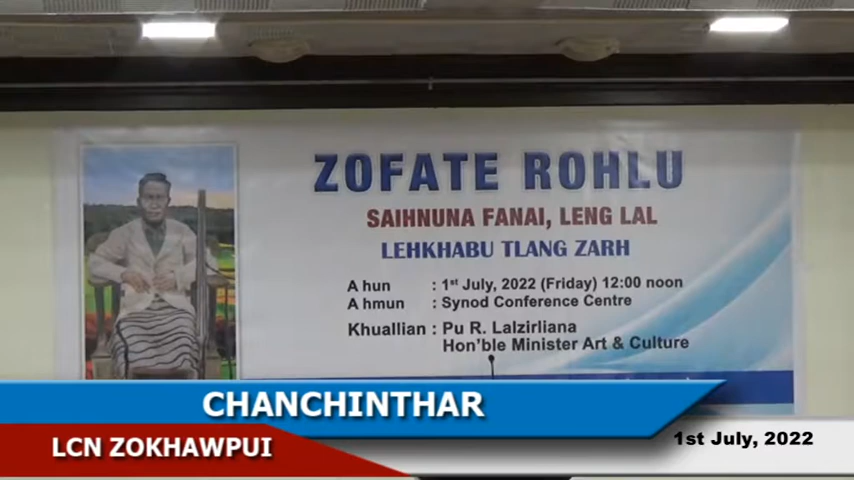 ZOFATE ROHLU
SAIHNUNA FANAI, LENG LAL
LEHKHABU TLANG ZARH
A hun : 1st July, 2022 (Friday) 12:00 noon
A hmun : Synod Conference Centre
Khuallian : Pu R. Lalzirliana
Hon'ble Minister Art & Culture
CHANCHINTHAR
LCN ZOKHAWPUI
1st July, 2022